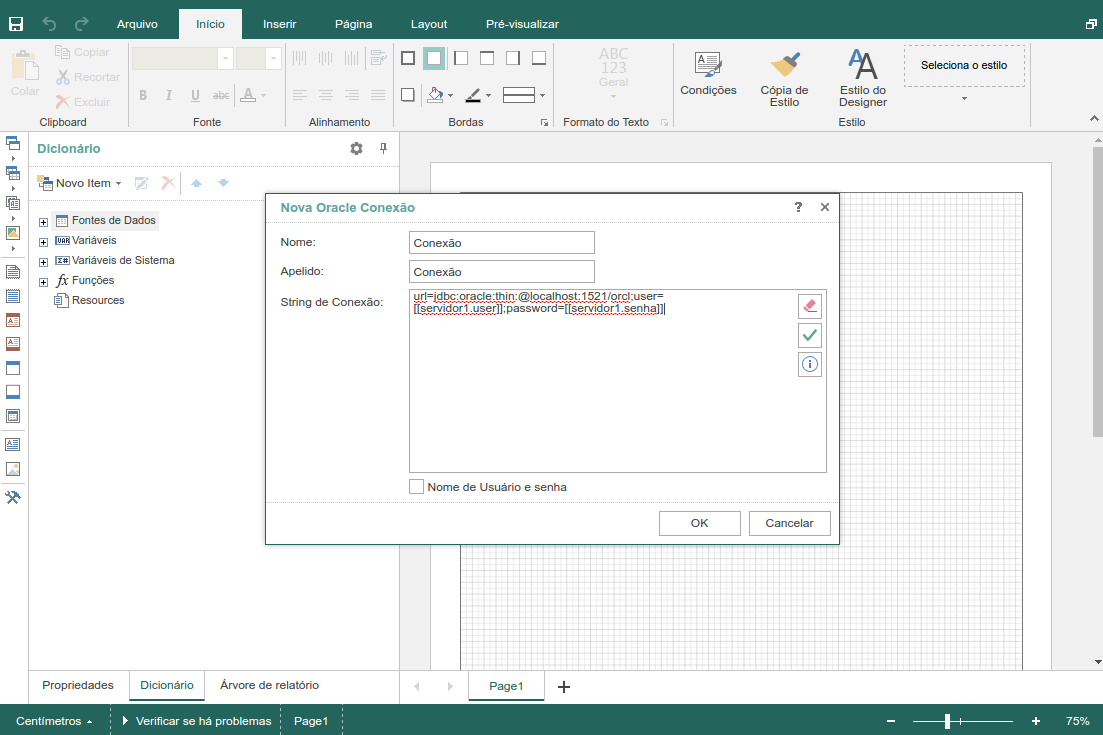 Arquivo
Início
Inserir
Página
Layout
Pré-visualizar
Colar
Copiar
Recortar
Excluir
Clipboard
B I U abc A
Fonte
Alinhamento
Bordas
ABC
123
Geral
Formato do Texto
Condições
Cópia de
Estilo
Estilo do
Designer
Seleciona o estilo
Estilo
Dicionário
Novo Item
Fontes de Dados
Variáveis
Variáveis de Sistema
Funções
Resources
Nova Oracle Conexão
?
Nome:
Conexão
Apelido:
Conexão
String de Conexão:
url=jdbc:oracle:thin:@localhost:1521/orcl;user=
[[servidor1.user]];password=[[servidor1.senha]]
Nome de Usuário e senha
OK
Cancelar
Propriedades
Dicionário
Árvore de relatório
Page1
Centímetros
Verificar se há problemas
Page1
75%